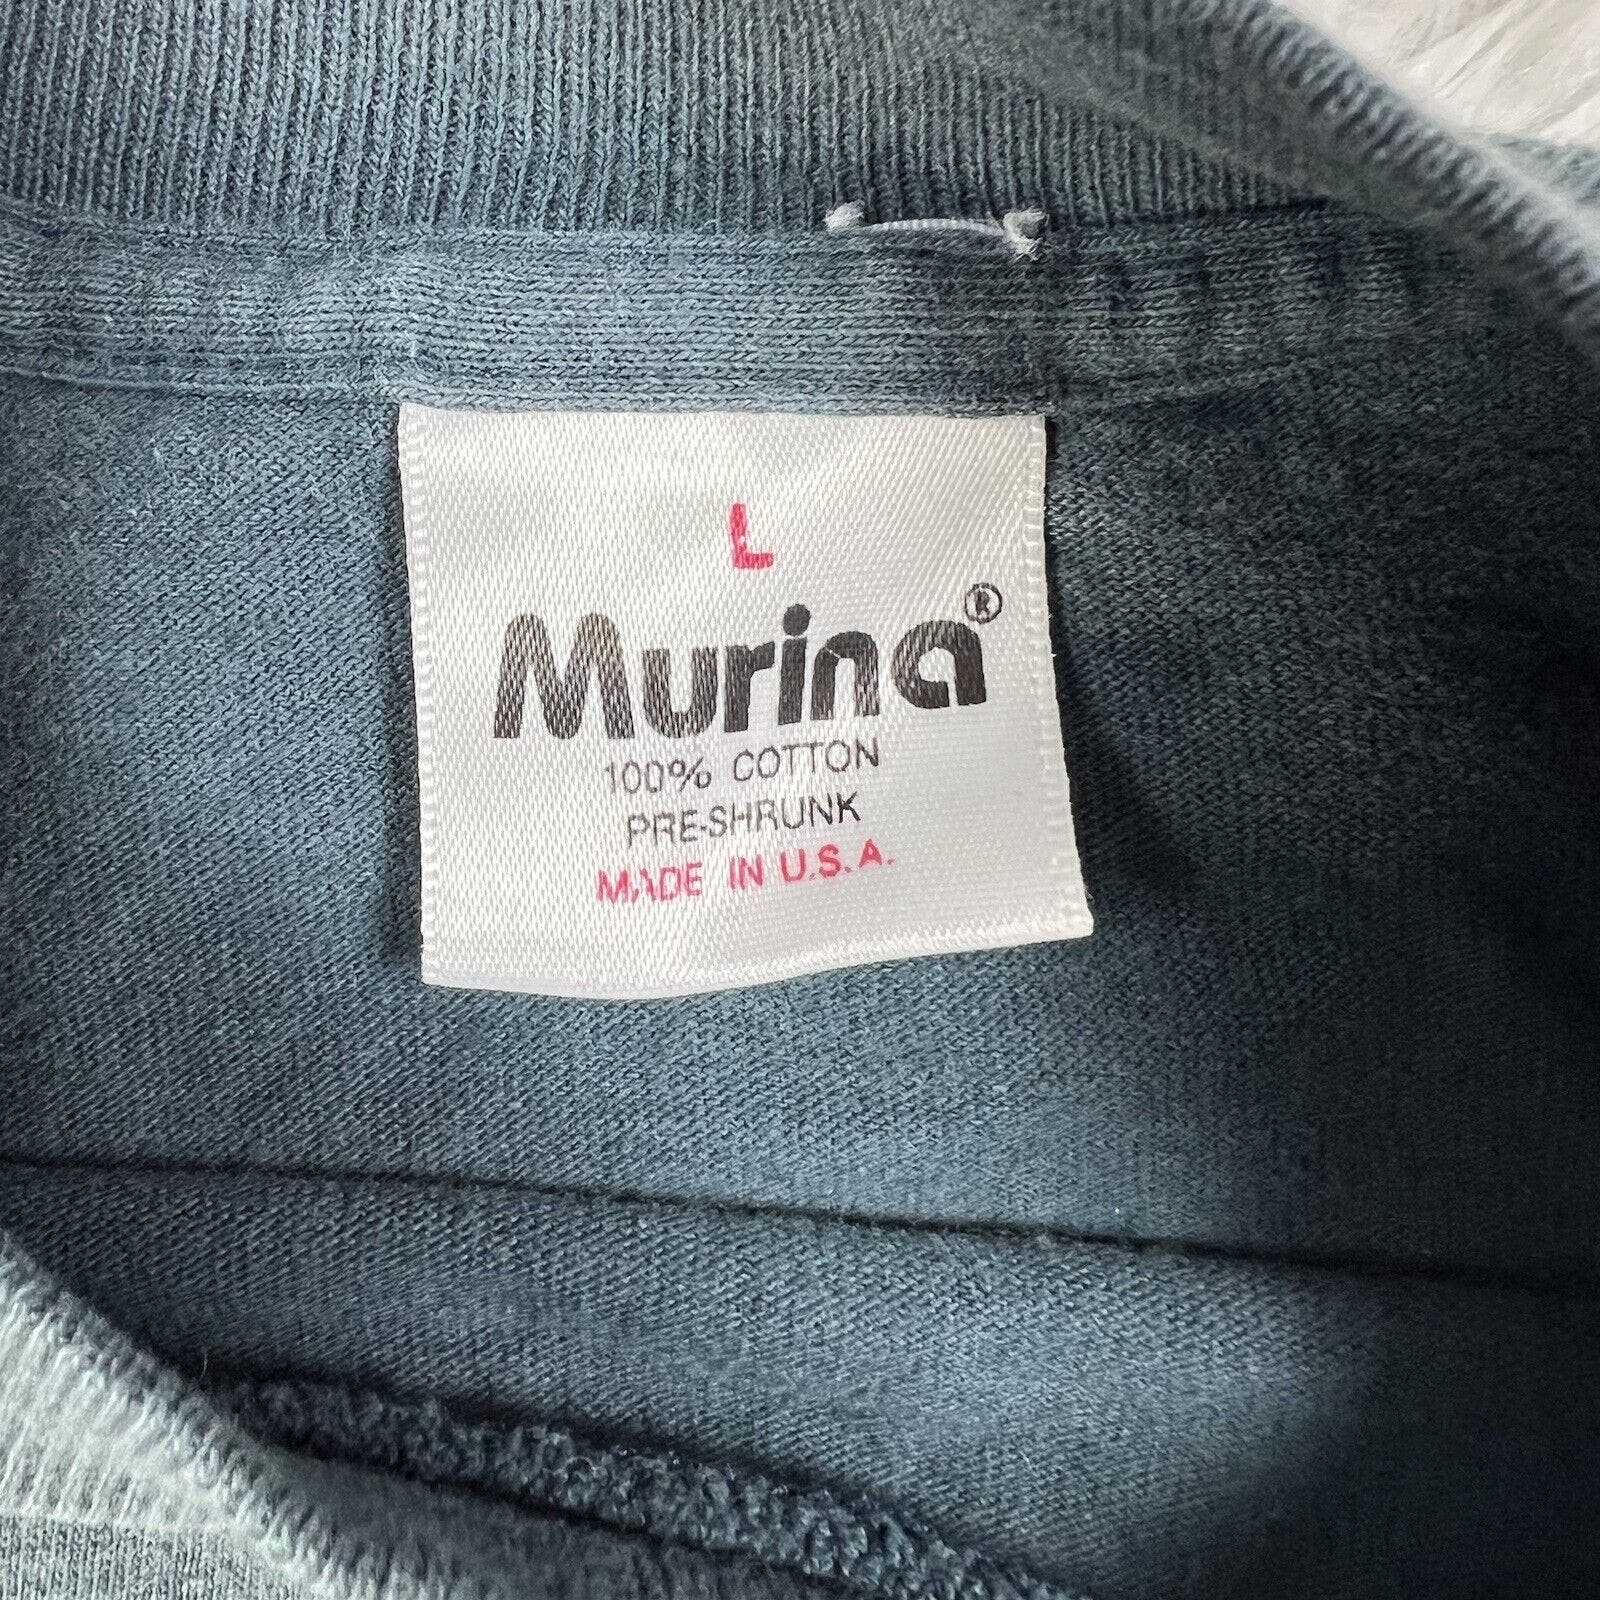 L
Murina®
100% COTTON
PRE-SHRUNK
MADE IN U.S.A.